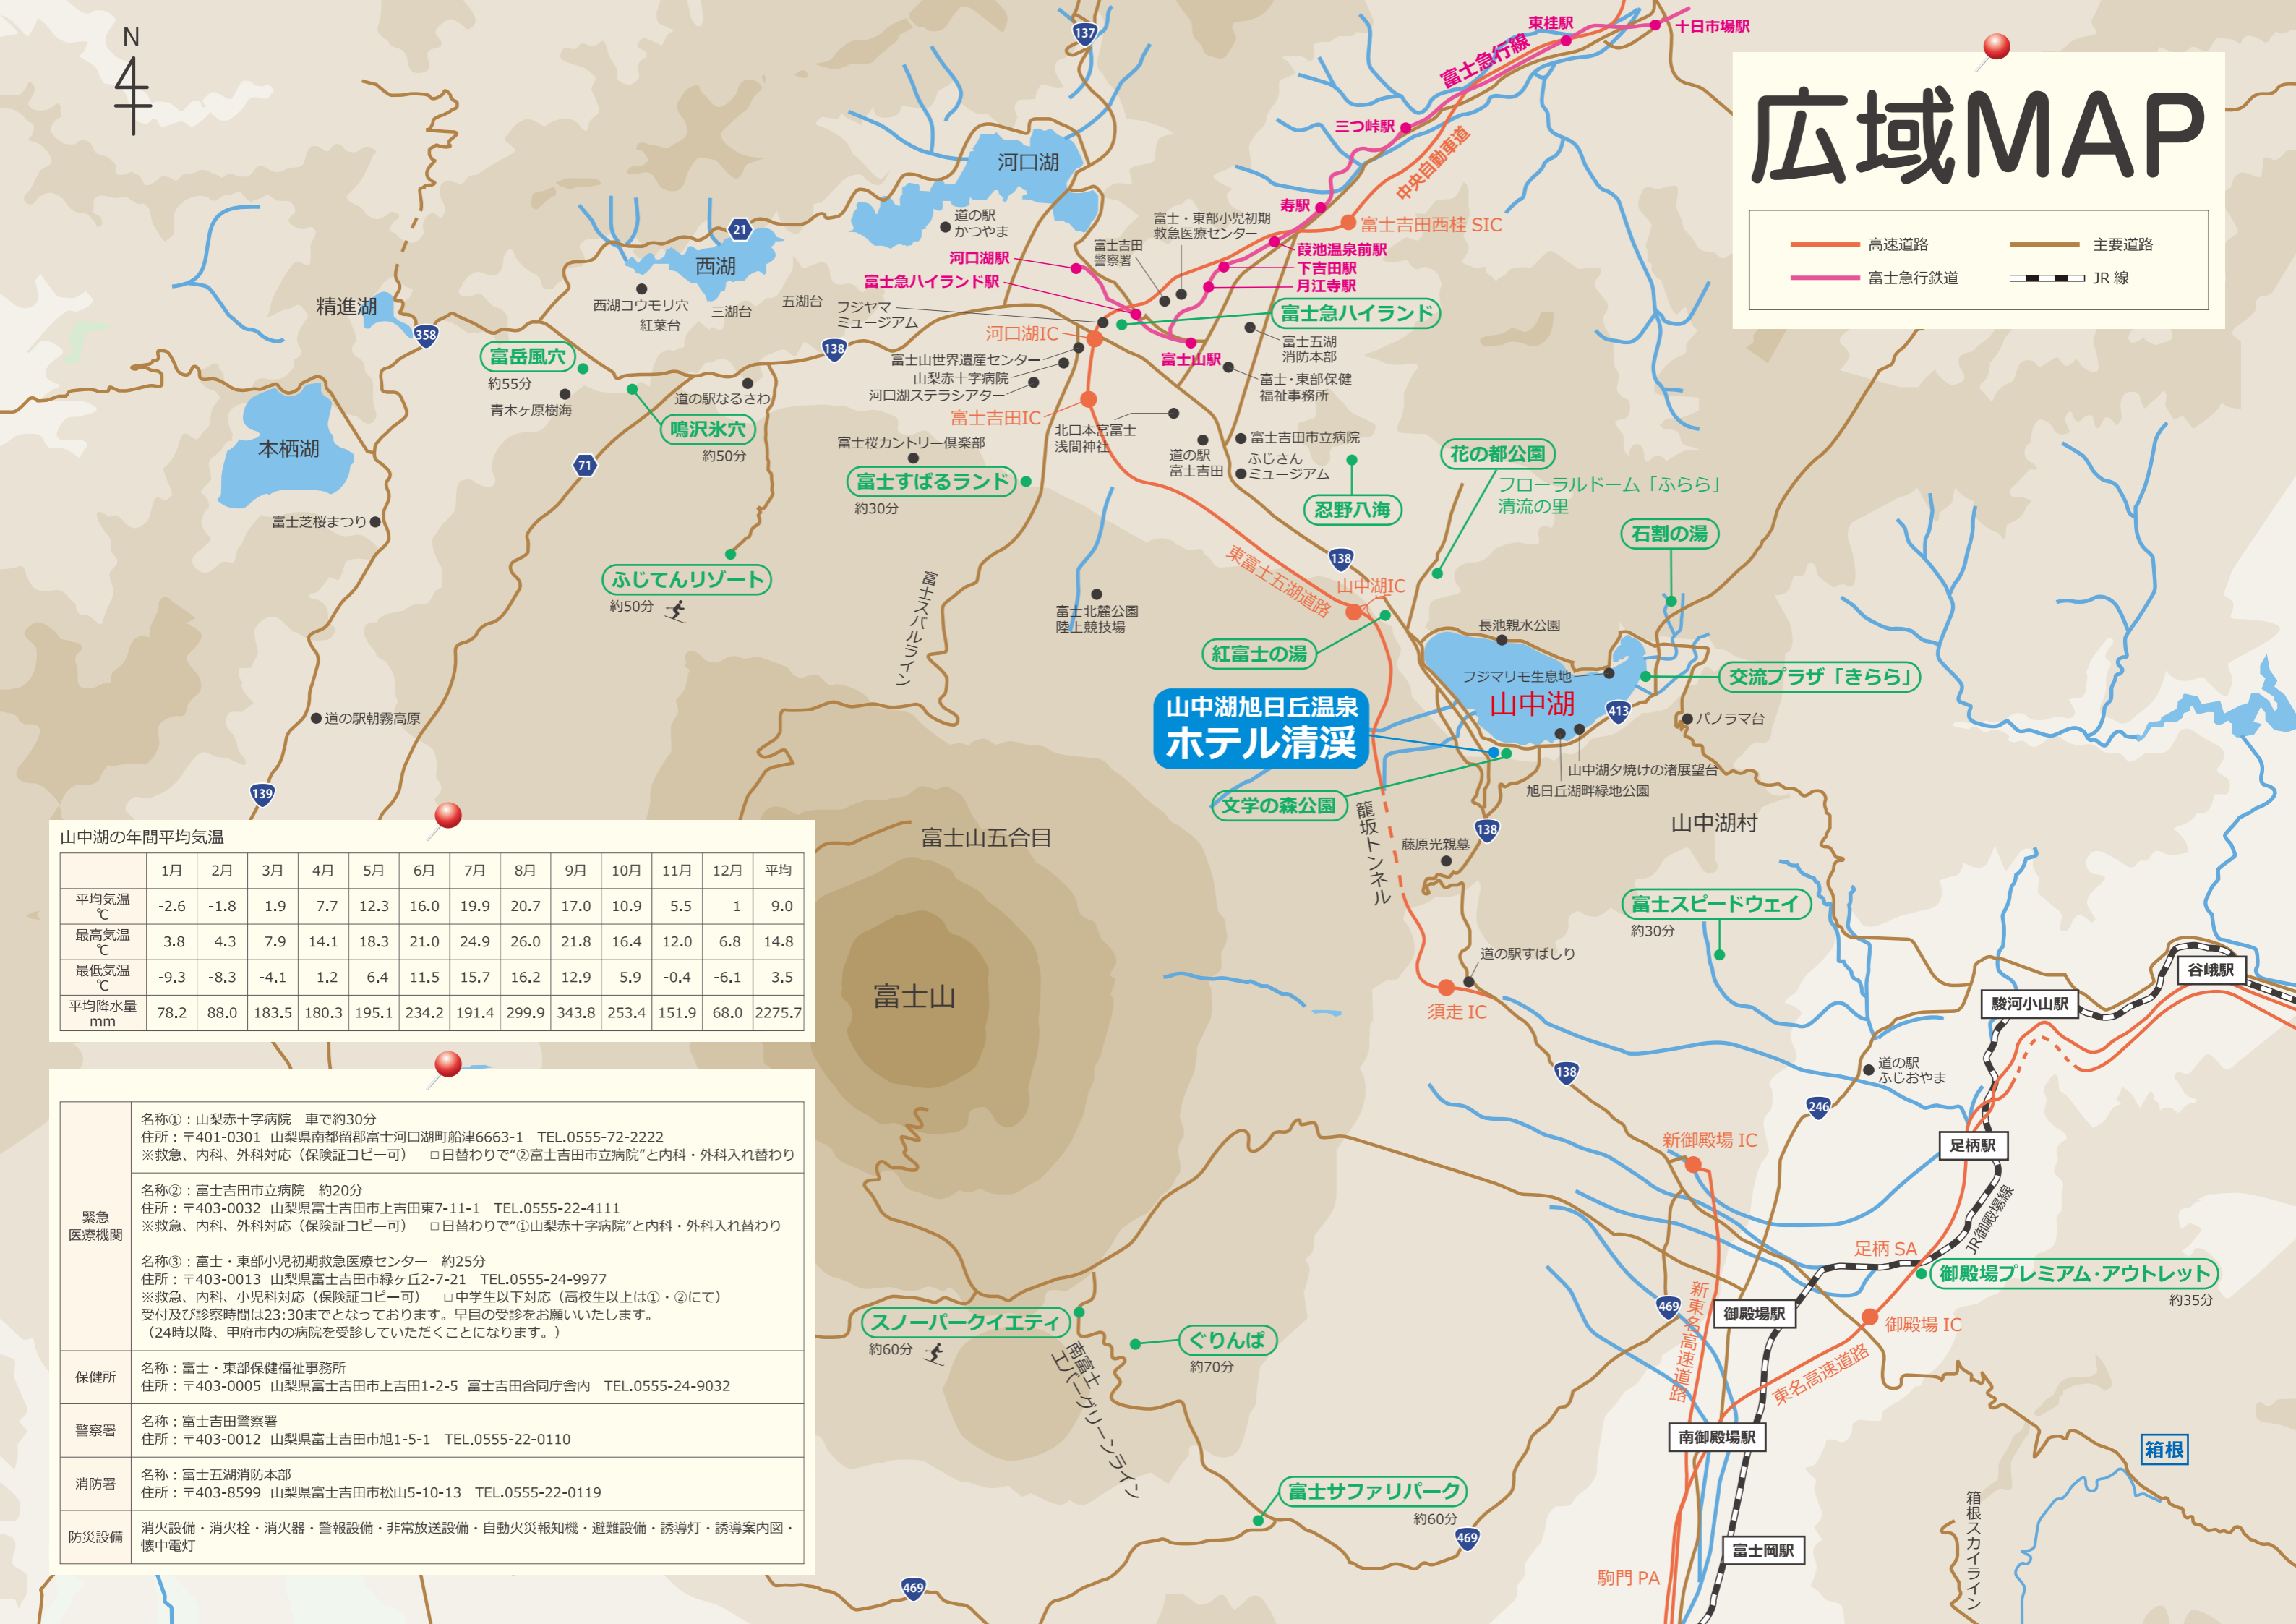 N
広域MAP
高速道路
主要道路
富士急行鉄道
JR 線
137
東桂駅
十日市場駅
富士急行線
三つ峠駅
中央自動車道
寿駅
富士吉田西桂 SIC
河口湖
道の駅
かつやま
富士・東部小児初期
救急医療センター
富士吉田
警察署
葭池温泉前駅
下吉田駅
月江寺駅
河口湖駅
富士急ハイランド駅
21
西湖
精進湖
西湖コウモリ穴
紅葉台
三湖台
五湖台
フジヤマ
ミュージアム
富士急ハイランド
358
138
河口湖IC
富士山世界遺産センター
山梨赤十字病院
河口湖ステラシアター
富士山駅
富士五湖
消防本部
富士・東部保健
福祉事務所
富岳風穴
約55分
青木ヶ原樹海
道の駅なるさわ
鳴沢氷穴
約50分
富士吉田IC
北口本宮冨士
浅間神社
本栖湖
71
富士桜カントリー倶楽部
富士すばるランド
約30分
道の駅
富士吉田
富士吉田市立病院
ふじさん
ミュージアム
忍野八海
花の都公園
フローラルドーム「ふらら」
清流の里
石割の湯
富士芝桜まつり
ふじてんリゾート
約50分
富士スバルライン
富士北麓公園
陸上競技場
東富士五湖道路
138
山中湖IC
紅富士の湯
長池親水公園
フジマリモ生息地
山中湖
交流プラザ「きらら」
413
パノラマ台
山中湖旭日丘温泉
ホテル清渓
山中湖夕焼けの渚展望台
旭日丘湖畔緑地公園
文学の森公園
道の駅朝霧高原
139
籠坂トンネル
138
藤原光親墓
山中湖村
富士山五合目
富士山
富士スピードウェイ
約30分
道の駅すばしり
須走 IC
谷峨駅
駿河小山駅
138
道の駅
ふじおやま
246
足柄駅
新御殿場 IC
JR御殿場線
足柄 SA
御殿場プレミアム・アウトレット
約35分
469
新東名高速道路
御殿場駅
御殿場 IC
東名高速道路
スノーパークイエティ
約60分
ぐりんぱ
約70分
南富士
エバーグリーンライン
南御殿場駅
箱根
富士サファリパーク
約60分
469
469
富士岡駅
駒門 PA
箱根スカイライン
山中湖の年間平均気温
1月 2月 3月 4月 5月 6月 7月 8月 9月 10月 11月 12月 平均
平均気温 ℃ -2.6 -1.8 1.9 7.7 12.3 16.0 19.9 20.7 17.0 10.9 5.5 1 9.0
最高気温 ℃ 3.8 4.3 7.9 14.1 18.3 21.0 24.9 26.0 21.8 16.4 12.0 6.8 14.8
最低気温 ℃ -9.3 -8.3 -4.1 1.2 6.4 11.5 15.7 16.2 12.9 5.9 -0.4 -6.1 3.5
平均降水量 mm 78.2 88.0 183.5 180.3 195.1 234.2 191.4 299.9 343.8 253.4 151.9 68.0 2275.7
緊急
医療機関
名称①：山梨赤十字病院　車で約30分
住所：〒401-0301 山梨県南都留郡富士河口湖町船津6663-1　TEL.0555-72-2222
※救急、内科、外科対応（保険証コピー可）　□日替わりで“②富士吉田市立病院”と内科・外科入れ替わり
名称②：富士吉田市立病院　約20分
住所：〒403-0032 山梨県富士吉田市上吉田東7-11-1　TEL.0555-22-4111
※救急、内科、外科対応（保険証コピー可）　□日替わりで“①山梨赤十字病院”と内科・外科入れ替わり
名称③：富士・東部小児初期救急医療センター　約25分
住所：〒403-0013 山梨県富士吉田市緑ヶ丘2-7-21　TEL.0555-24-9977
※救急、内科、小児科対応（保険証コピー可）　□中学生以下対応（高校生以上は①・②にて）
受付及び診察時間は23:30までとなっております。早目の受診をお願いいたします。
（24時以降、甲府市内の病院を受診していただくことになります。）
保健所
名称：富士・東部保健福祉事務所
住所：〒403-0005 山梨県富士吉田市上吉田1-2-5 富士吉田合同庁舎内　TEL.0555-24-9032
警察署
名称：富士吉田警察署
住所：〒403-0012 山梨県富士吉田市旭1-5-1　TEL.0555-22-0110
消防署
名称：富士五湖消防本部
住所：〒403-8599 山梨県富士吉田市松山5-10-13　TEL.0555-22-0119
防災設備
消火設備・消火栓・消火器・警報設備・非常放送設備・自動火災報知機・避難設備・誘導灯・誘導案内図・
懐中電灯